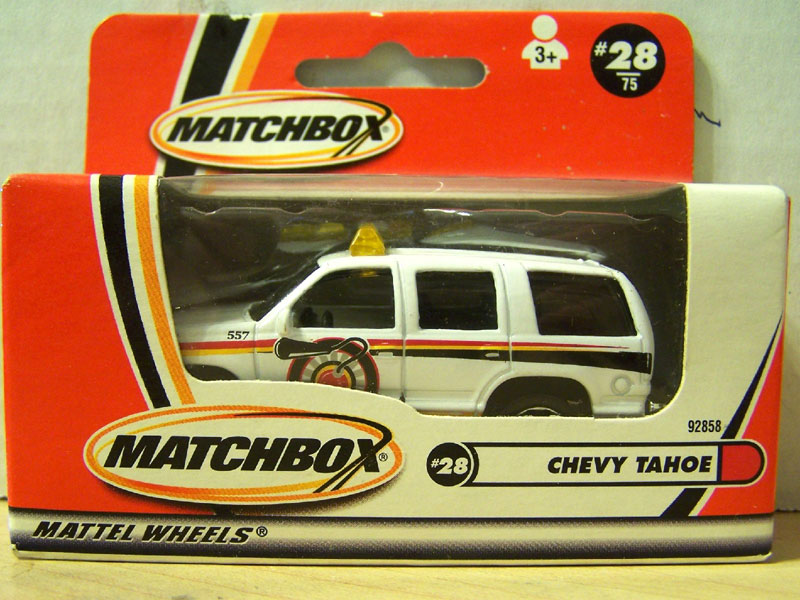 3+
#28
75
MATCHBOX®
557
92858
MATCHBOX®
#28 CHEVY TAHOE
MATTEL WHEELS®